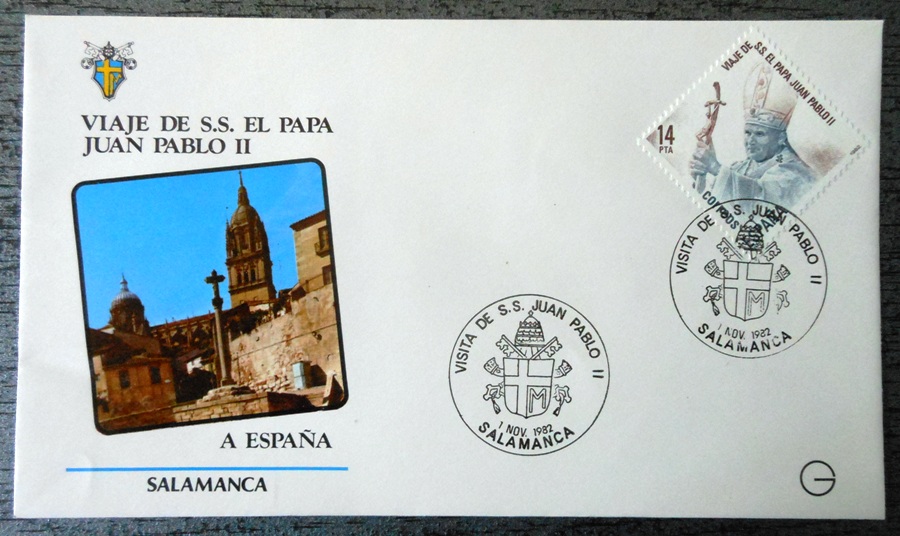 VIAJE DE S.S. EL PAPA
JUAN PABLO II
A ESPAÑA
SALAMANCA
VIAJE DE S.S. EL PAPA JUAN PABLO II
14
PTA
CORREOS
ESPAÑA
VISITA DE S.S. JUAN PABLO II
M
1 NOV. 1982
SALAMANCA
VISITA DE S.S. JUAN PABLO II
M
1 NOV. 1982
SALAMANCA
G